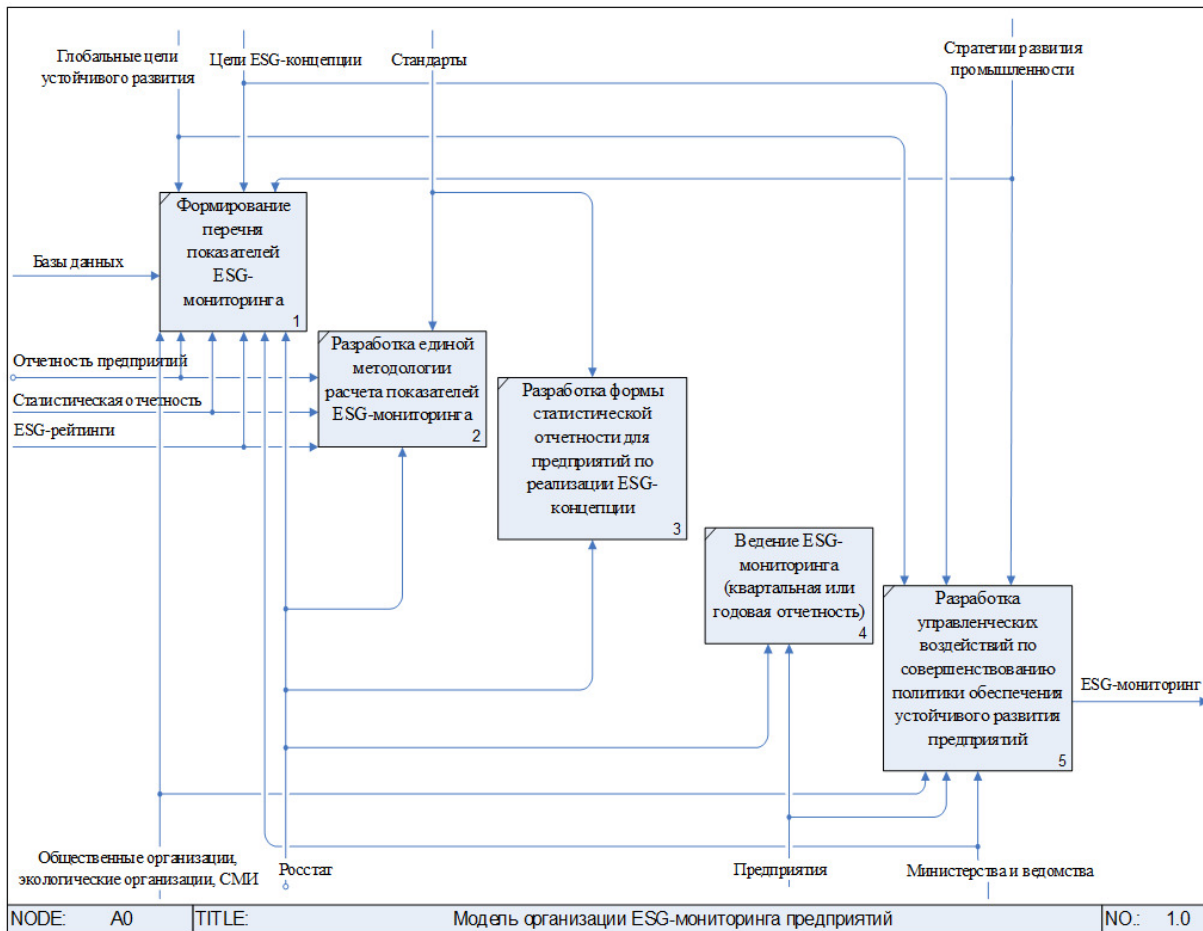 Глобальные цели
устойчивого развития
Цели ESG-концепции
Стандарты
Стратегии развития
промышленности
Формирование
перечня
показателей
ESG-
мониторинга
1
Базы данных
Отчетность предприятий
Статистическая отчетность
ESG-рейтинги
Разработка единой
методологии
расчета показателей
ESG-мониторинга
2
Разработка формы
статистической
отчетности для
предприятий по
реализации ESG-
концепции
3
Ведение ESG-
мониторинга
(квартальная или
годовая отчетность)
4
Разработка
управленческих
воздействий по
совершенствованию
политики обеспечения
устойчивого развития
предприятий
5
ESG-мониторинг
Общественные организации,
экологические организации, СМИ
Росстат
Предприятия
Министерства и ведомства
NODE: A0 TITLE: Модель организации ESG-мониторинга предприятий NO.: 1.0